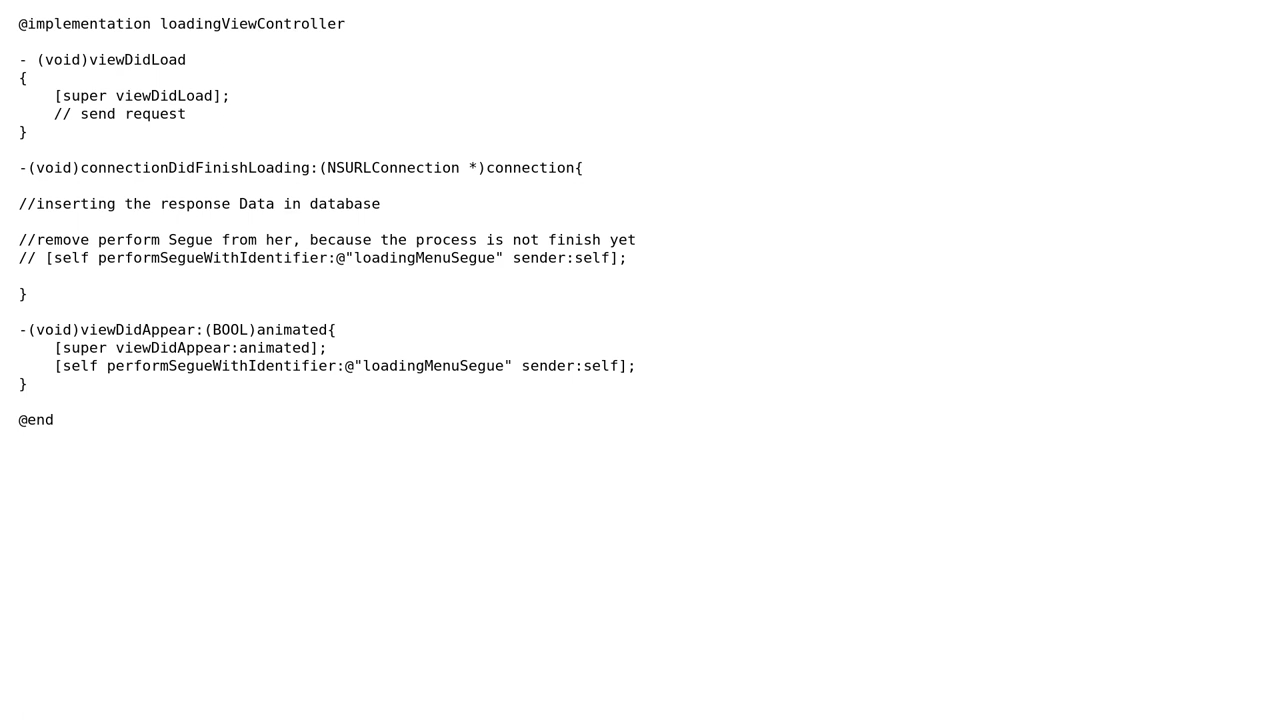 @implementation loadingViewController
- (void)viewDidLoad
{
    [super viewDidLoad];
    // send request
}
-(void)connectionDidFinishLoading:(NSURLConnection *)connection{
//inserting the response Data in database
//remove perform Segue from her, because the process is not finish yet
// [self performSegueWithIdentifier:@"loadingMenuSegue" sender:self];
}
-(void)viewDidAppear:(BOOL)animated{
    [super viewDidAppear:animated];
    [self performSegueWithIdentifier:@"loadingMenuSegue" sender:self];
}
@end